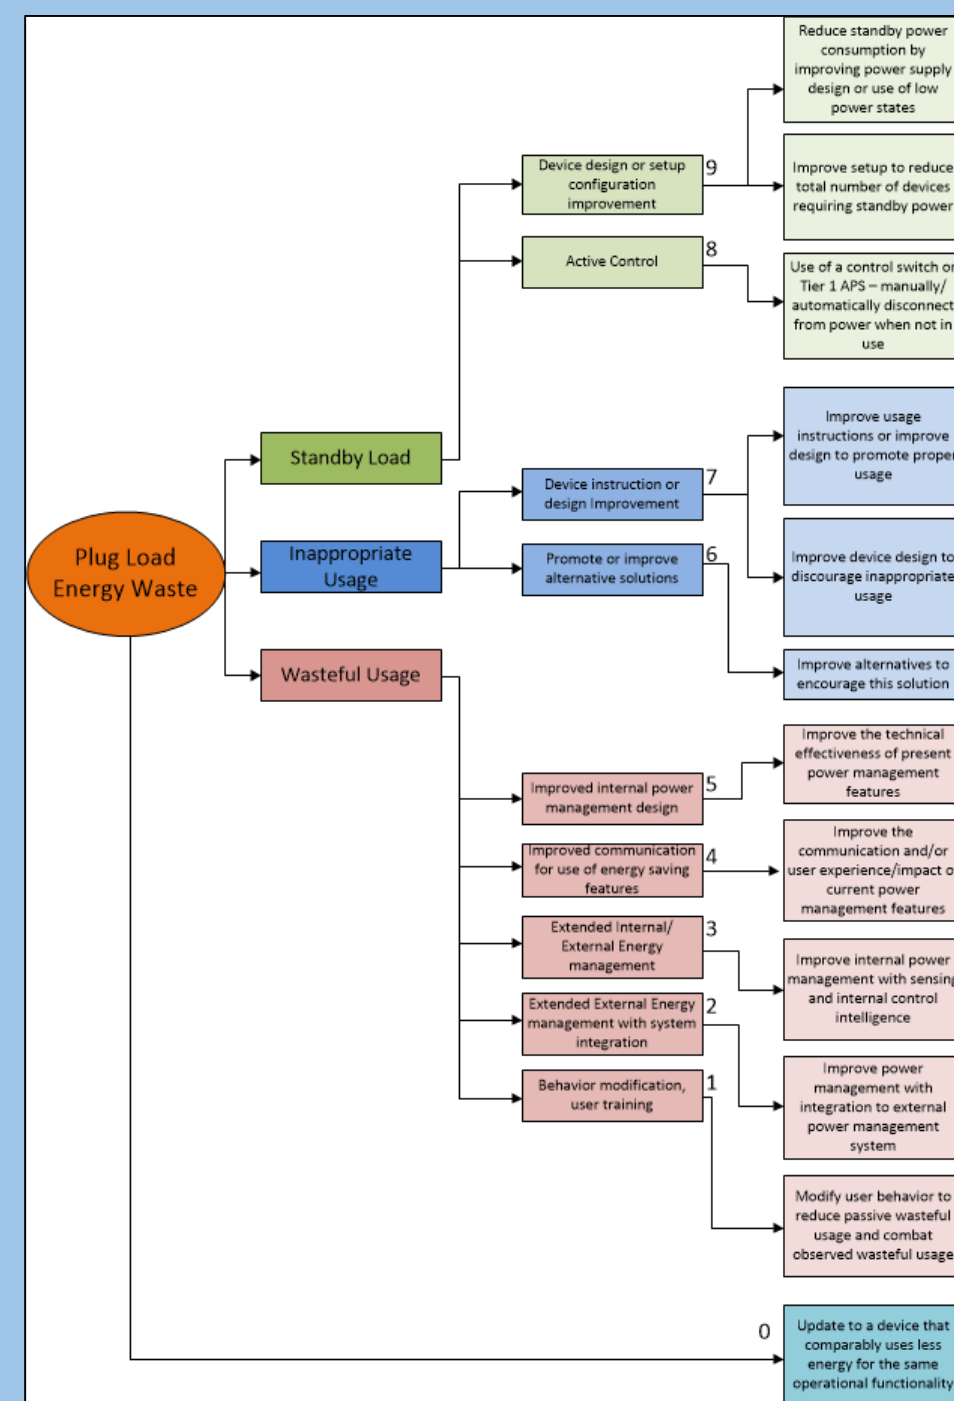 Plug Load
Energy Waste
Standby Load
Inappropriate
Usage
Wasteful Usage
Device design or setup
configuration
improvement
9
Active Control
8
Device instruction or
design Improvement
7
Promote or improve
alternative solutions
6
Improved internal power
management design
5
Improved communication
for use of energy saving
features
4
Extended Internal/
External Energy
management
3
Extended External Energy
management with system
integration
2
Behavior modification,
user training
1
0
Reduce standby power
consumption by
improving power supply
design or use of low
power states
Improve setup to reduce
total number of devices
requiring standby power
Use of a control switch or
Tier 1 APS – manually/
automatically disconnect
from power when not in
use
Improve usage
instructions or improve
design to promote proper
usage
Improve device design to
discourage inappropriate
usage
Improve alternatives to
encourage this solution
Improve the technical
effectiveness of present
power management
features
Improve the
communication and/or
user experience/impact of
current power
management features
Improve internal power
management with sensing
and internal control
intelligence
Improve power
management with
integration to external
power management
system
Modify user behavior to
reduce passive wasteful
usage and combat
observed wasteful usage
Update to a device that
comparably uses less
energy for the same
operational functionality